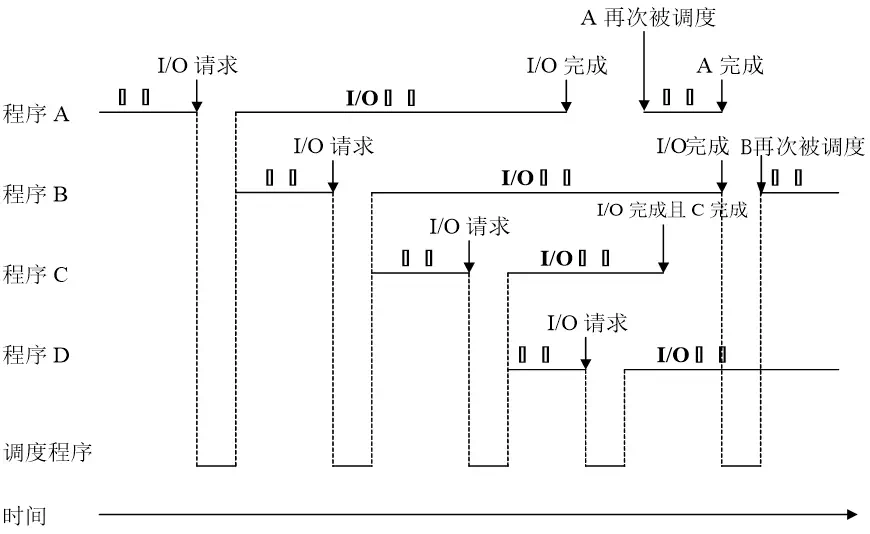 A 再次被调度
I/O 请求
I/O 完成
A 完成
程序 A
I/O
I/O 请求
I/O完成
B再次被调度
程序 B
I/O
I/O 完成且 C 完成
I/O 请求
程序 C
I/O
I/O 请求
程序 D
I/O
调度程序
时间